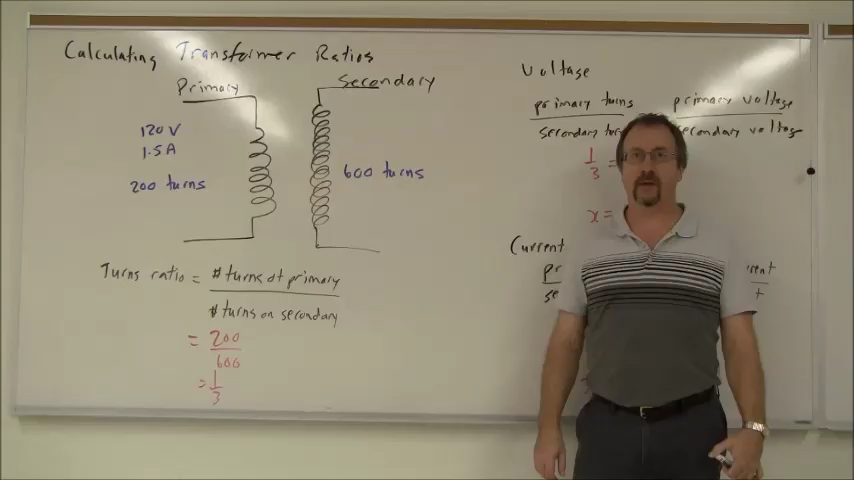 Calculating Transformer Ratios
Primary
Secondary
120 V
1.5 A
200 turns
600 turns
Turns ratio = # turns at primary
# turns on secondary
= 200
600
= 1
3
Voltage
primary turns primary voltage
secondary secondary voltage
1
3 =
x =
Current